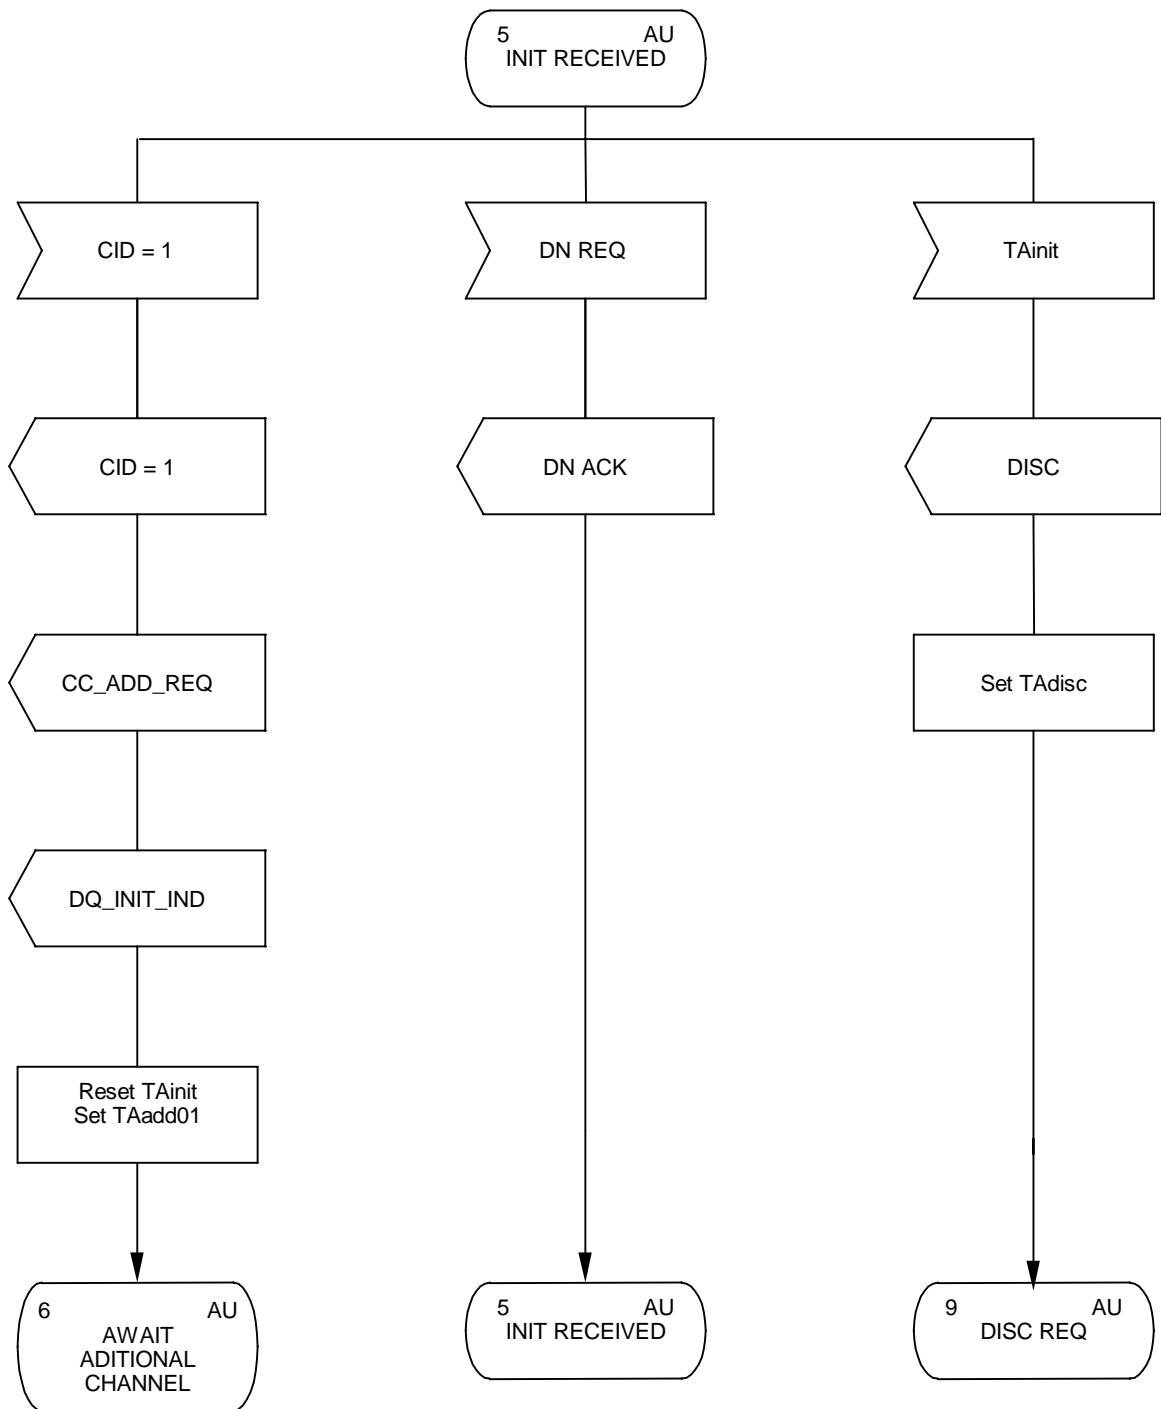 5 AU
INIT RECEIVED
CID = 1
DN REQ
TAinit
CID = 1
DN ACK
DISC
CC_ADD_REQ
Set TAdisc
DQ_INIT_IND
Reset TAinit
Set TAadd01
6 AU
AWAIT
ADITIONAL
CHANNEL
5 AU
INIT RECEIVED
9 AU
DISC REQ